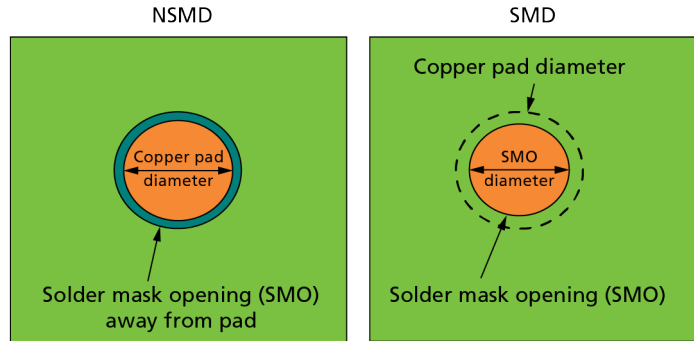 NSMD
Copper pad
diameter
Solder mask opening (SMO)
away from pad
SMD
Copper pad diameter
SMO
diameter
Solder mask opening (SMO)